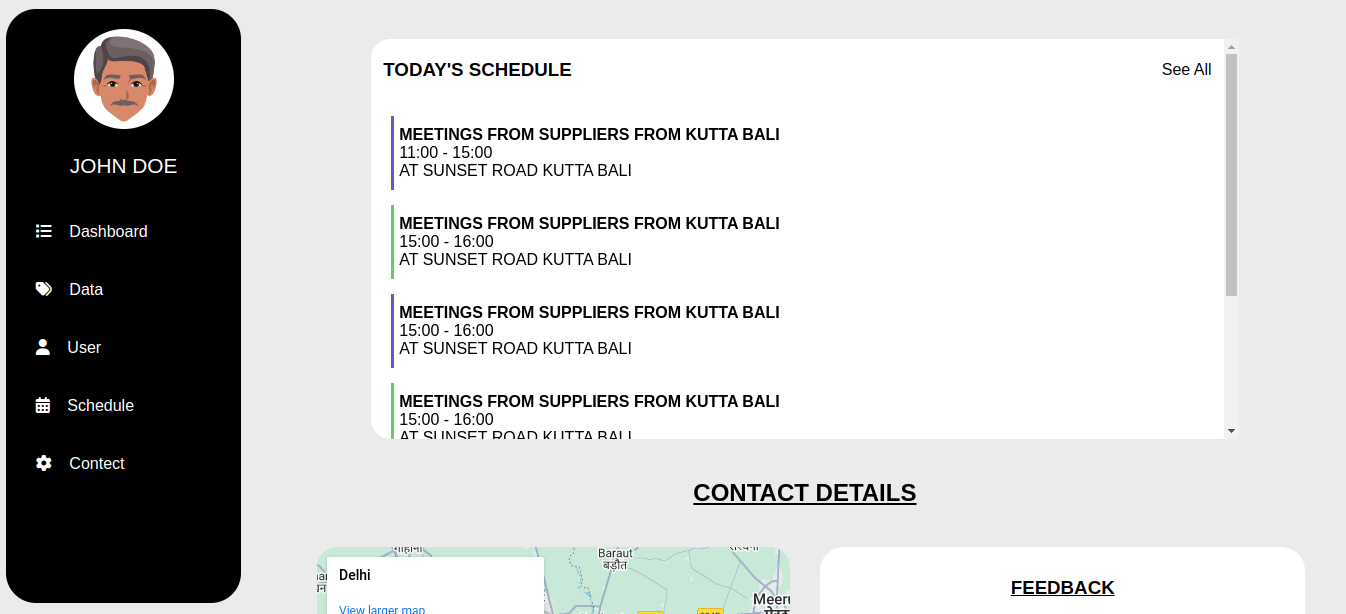 JOHN DOE
Dashboard
Data
User
Schedule
Contect
TODAY'S SCHEDULE
See All
MEETINGS FROM SUPPLIERS FROM KUTTA BALI
11:00 - 15:00
AT SUNSET ROAD KUTTA BALI
MEETINGS FROM SUPPLIERS FROM KUTTA BALI
15:00 - 16:00
AT SUNSET ROAD KUTTA BALI
MEETINGS FROM SUPPLIERS FROM KUTTA BALI
15:00 - 16:00
AT SUNSET ROAD KUTTA BALI
MEETINGS FROM SUPPLIERS FROM KUTTA BALI
15:00 - 16:00
AT SUNSET ROAD KUTTA BALI
CONTACT DETAILS
Delhi
View larger map
Baraut
बड़ौत
FEEDBACK